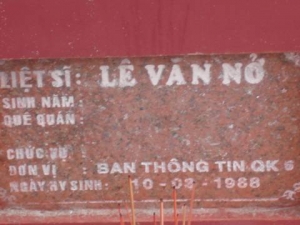 LIỆT SĨ: LÊ VĂN NỞ
SINH NĂM:
QUÊ QUÁN:
CHỨC VỤ :
ĐƠN VỊ : BAN THÔNG TIN QK 5
NGÀY HY SINH: 10-03-1968